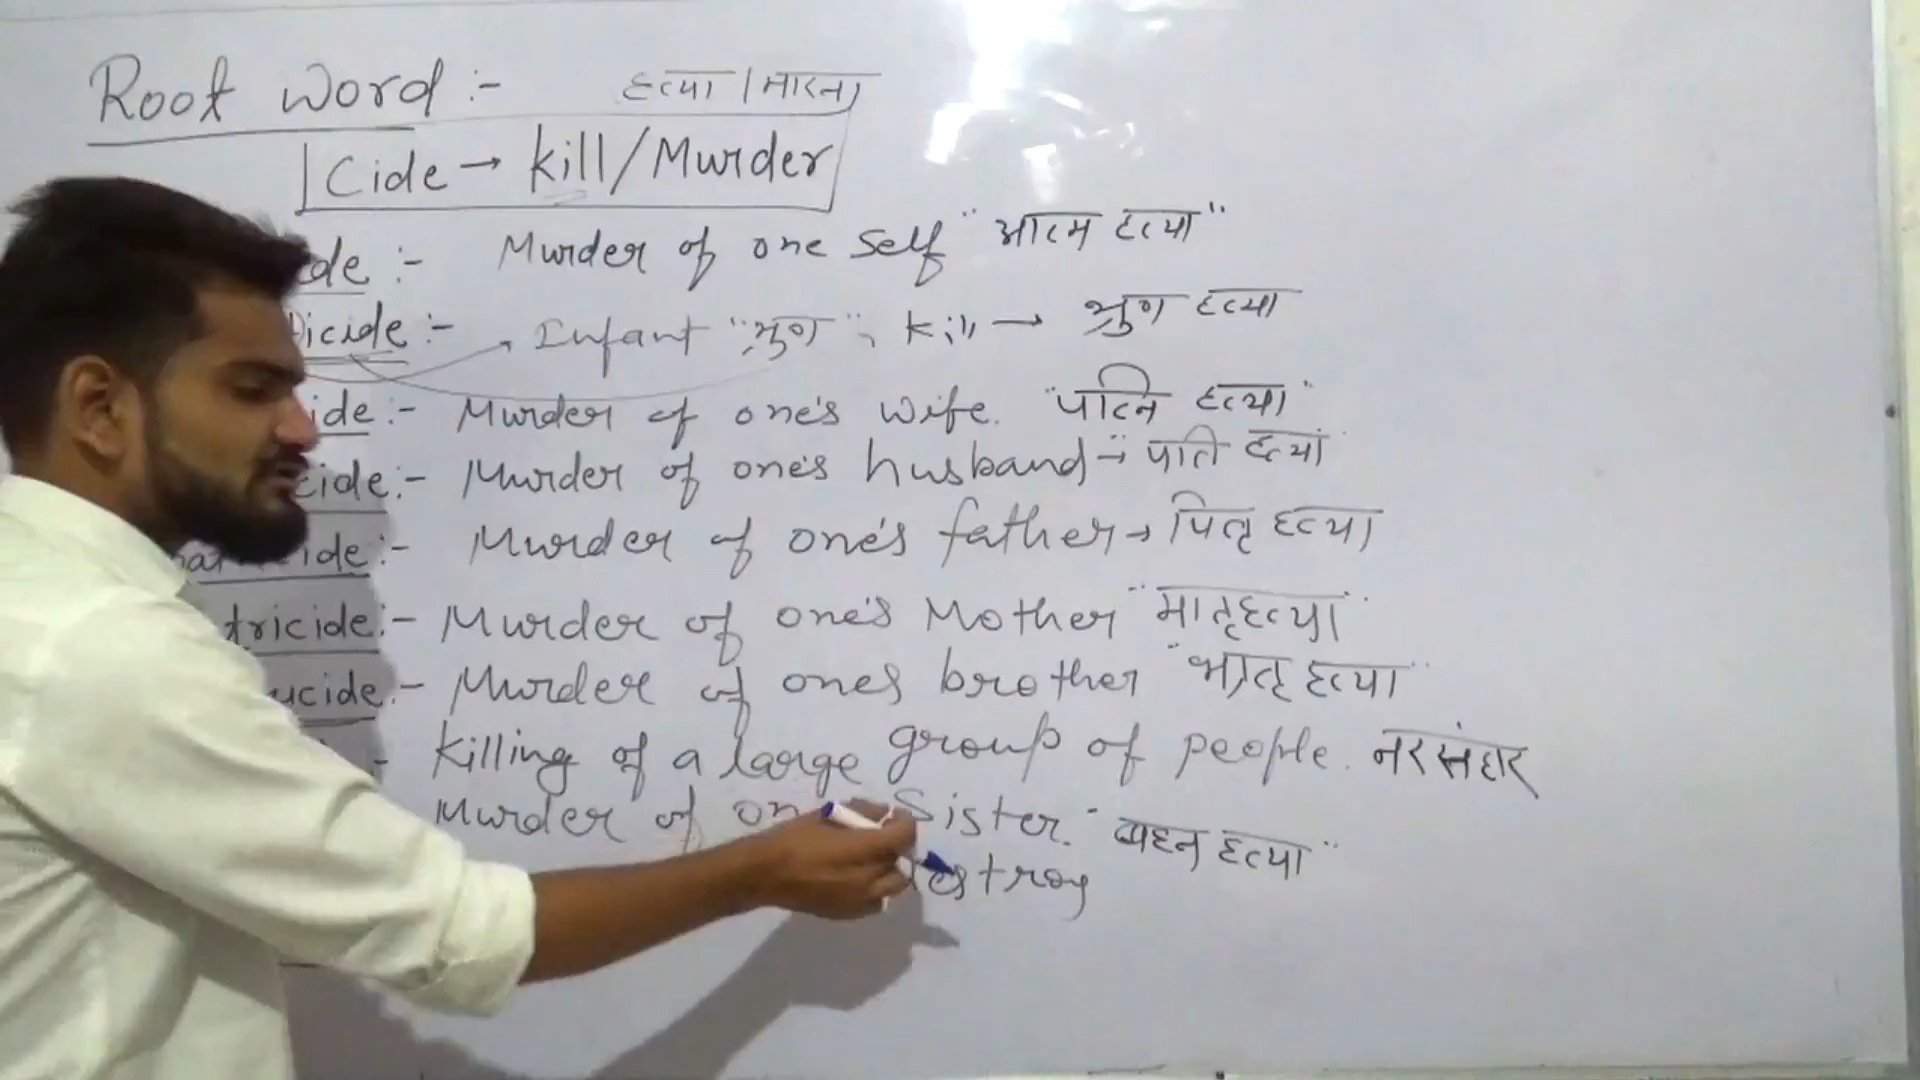 Root word :- हत्या / मारना
Cide → kill/Murder
de :- Murder of one self "आत्म हत्या"
icide :- Infant "भ्रुण", kill → भ्रुण हत्या
ide :- Murder of one's wife. "पत्नि हत्या"
cide :- Murder of one's husband - पति हत्या
ide :- Murder of one's father → पितृ हत्या
tricide :- Murder of one's Mother "मातृहत्या"
cide - Murder of ones brother "भ्रातृ हत्या"
- Killing of a large group of people. नरसंहार
Murder of on Sister. "बहन हत्या"
destroy